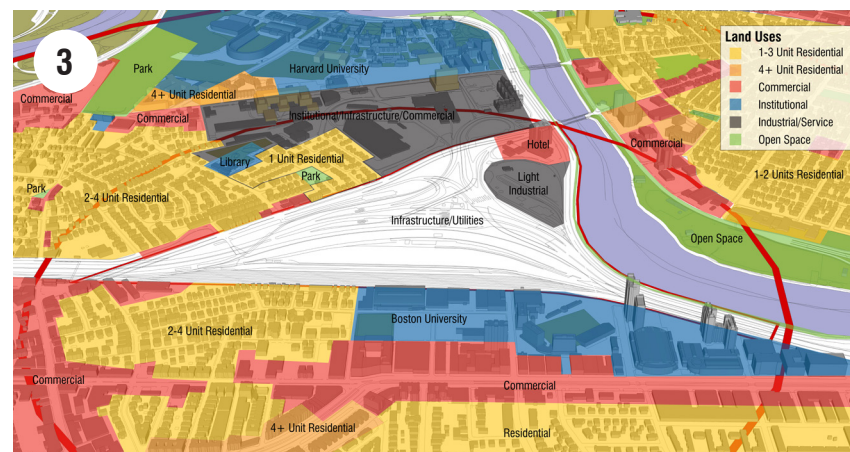 3
Land Uses
1-3 Unit Residential
4+ Unit Residential
Commercial
Institutional
Industrial/Service
Open Space
Park
Harvard University
Commercial
4+ Unit Residential
Commercial
Institutional/Infrastructure/Commercial
Hotel
Commercial
Library
1 Unit Residential
Park
Light
Industrial
1-2 Units Residential
Park
2-4 Unit Residential
Infrastructure/Utilities
Open Space
2-4 Unit Residential
Boston University
Commercial
Commercial
4+ Unit Residential
Residential